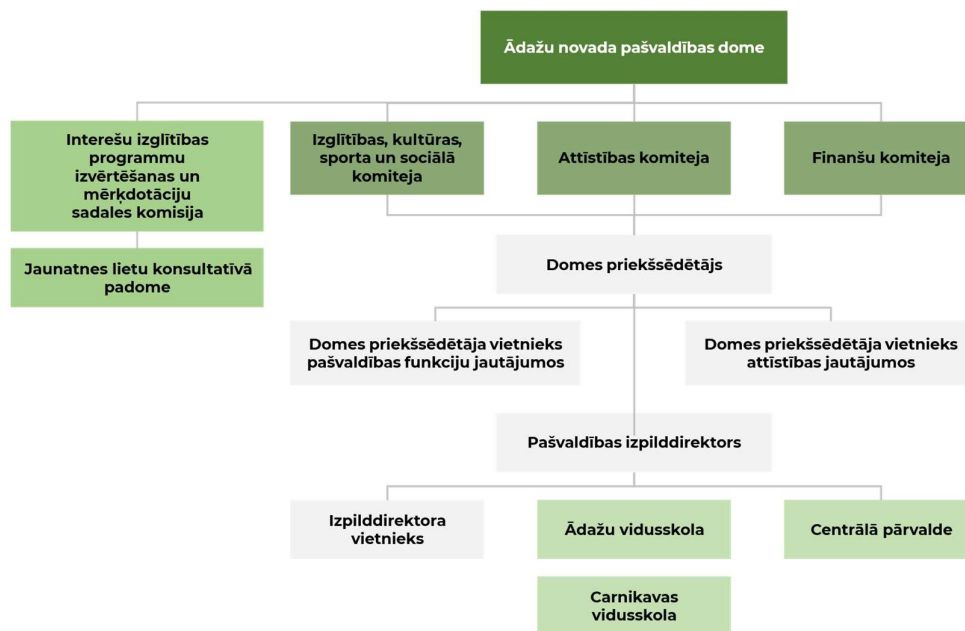 Ādažu novada pašvaldības dome
Interešu izglītības
programmu
izvērtēšanas un
mērķdotāciju
sadales komisija
Izglītības, kultūras,
sporta un sociālā
komiteja
Attīstības komiteja
Finanšu komiteja
Jaunatnes lietu konsultatīvā
padome
Domes priekšsēdētājs
Domes priekšsēdētāja vietnieks
pašvaldības funkciju jautājumos
Domes priekšsēdētāja vietnieks
attīstības jautājumos
Pašvaldības izpilddirektors
Izpilddirektora
vietnieks
Ādažu vidusskola
Centrālā pārvalde
Carnikavas
vidusskola